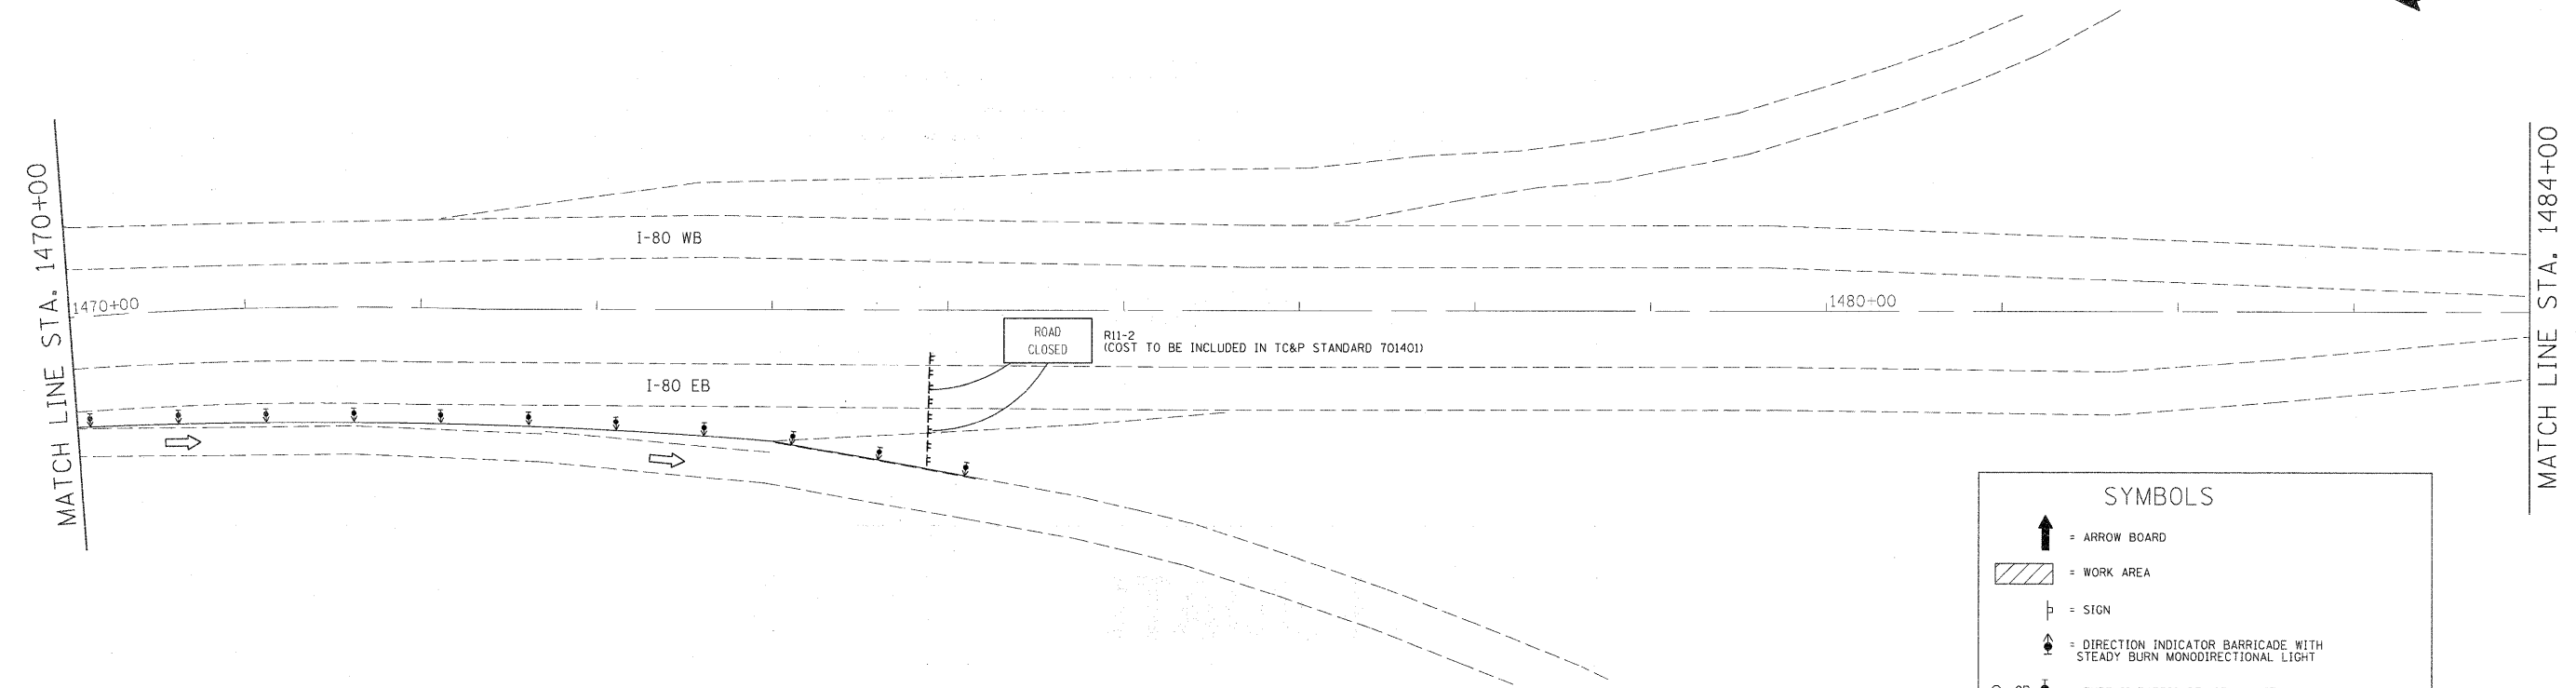 MATCH LINE STA. 1470+00
I-80 WB
1470+00
1480+00
ROAD
CLOSED
R11-2
(COST TO BE INCLUDED IN TC&P STANDARD 701401)
I-80 EB
MATCH LINE STA. 1484+00
SYMBOLS
= ARROW BOARD
= WORK AREA
= SIGN
= DIRECTION INDICATOR BARRICADE WITH
STEADY BURN MONODIRECTIONAL LIGHT
OR